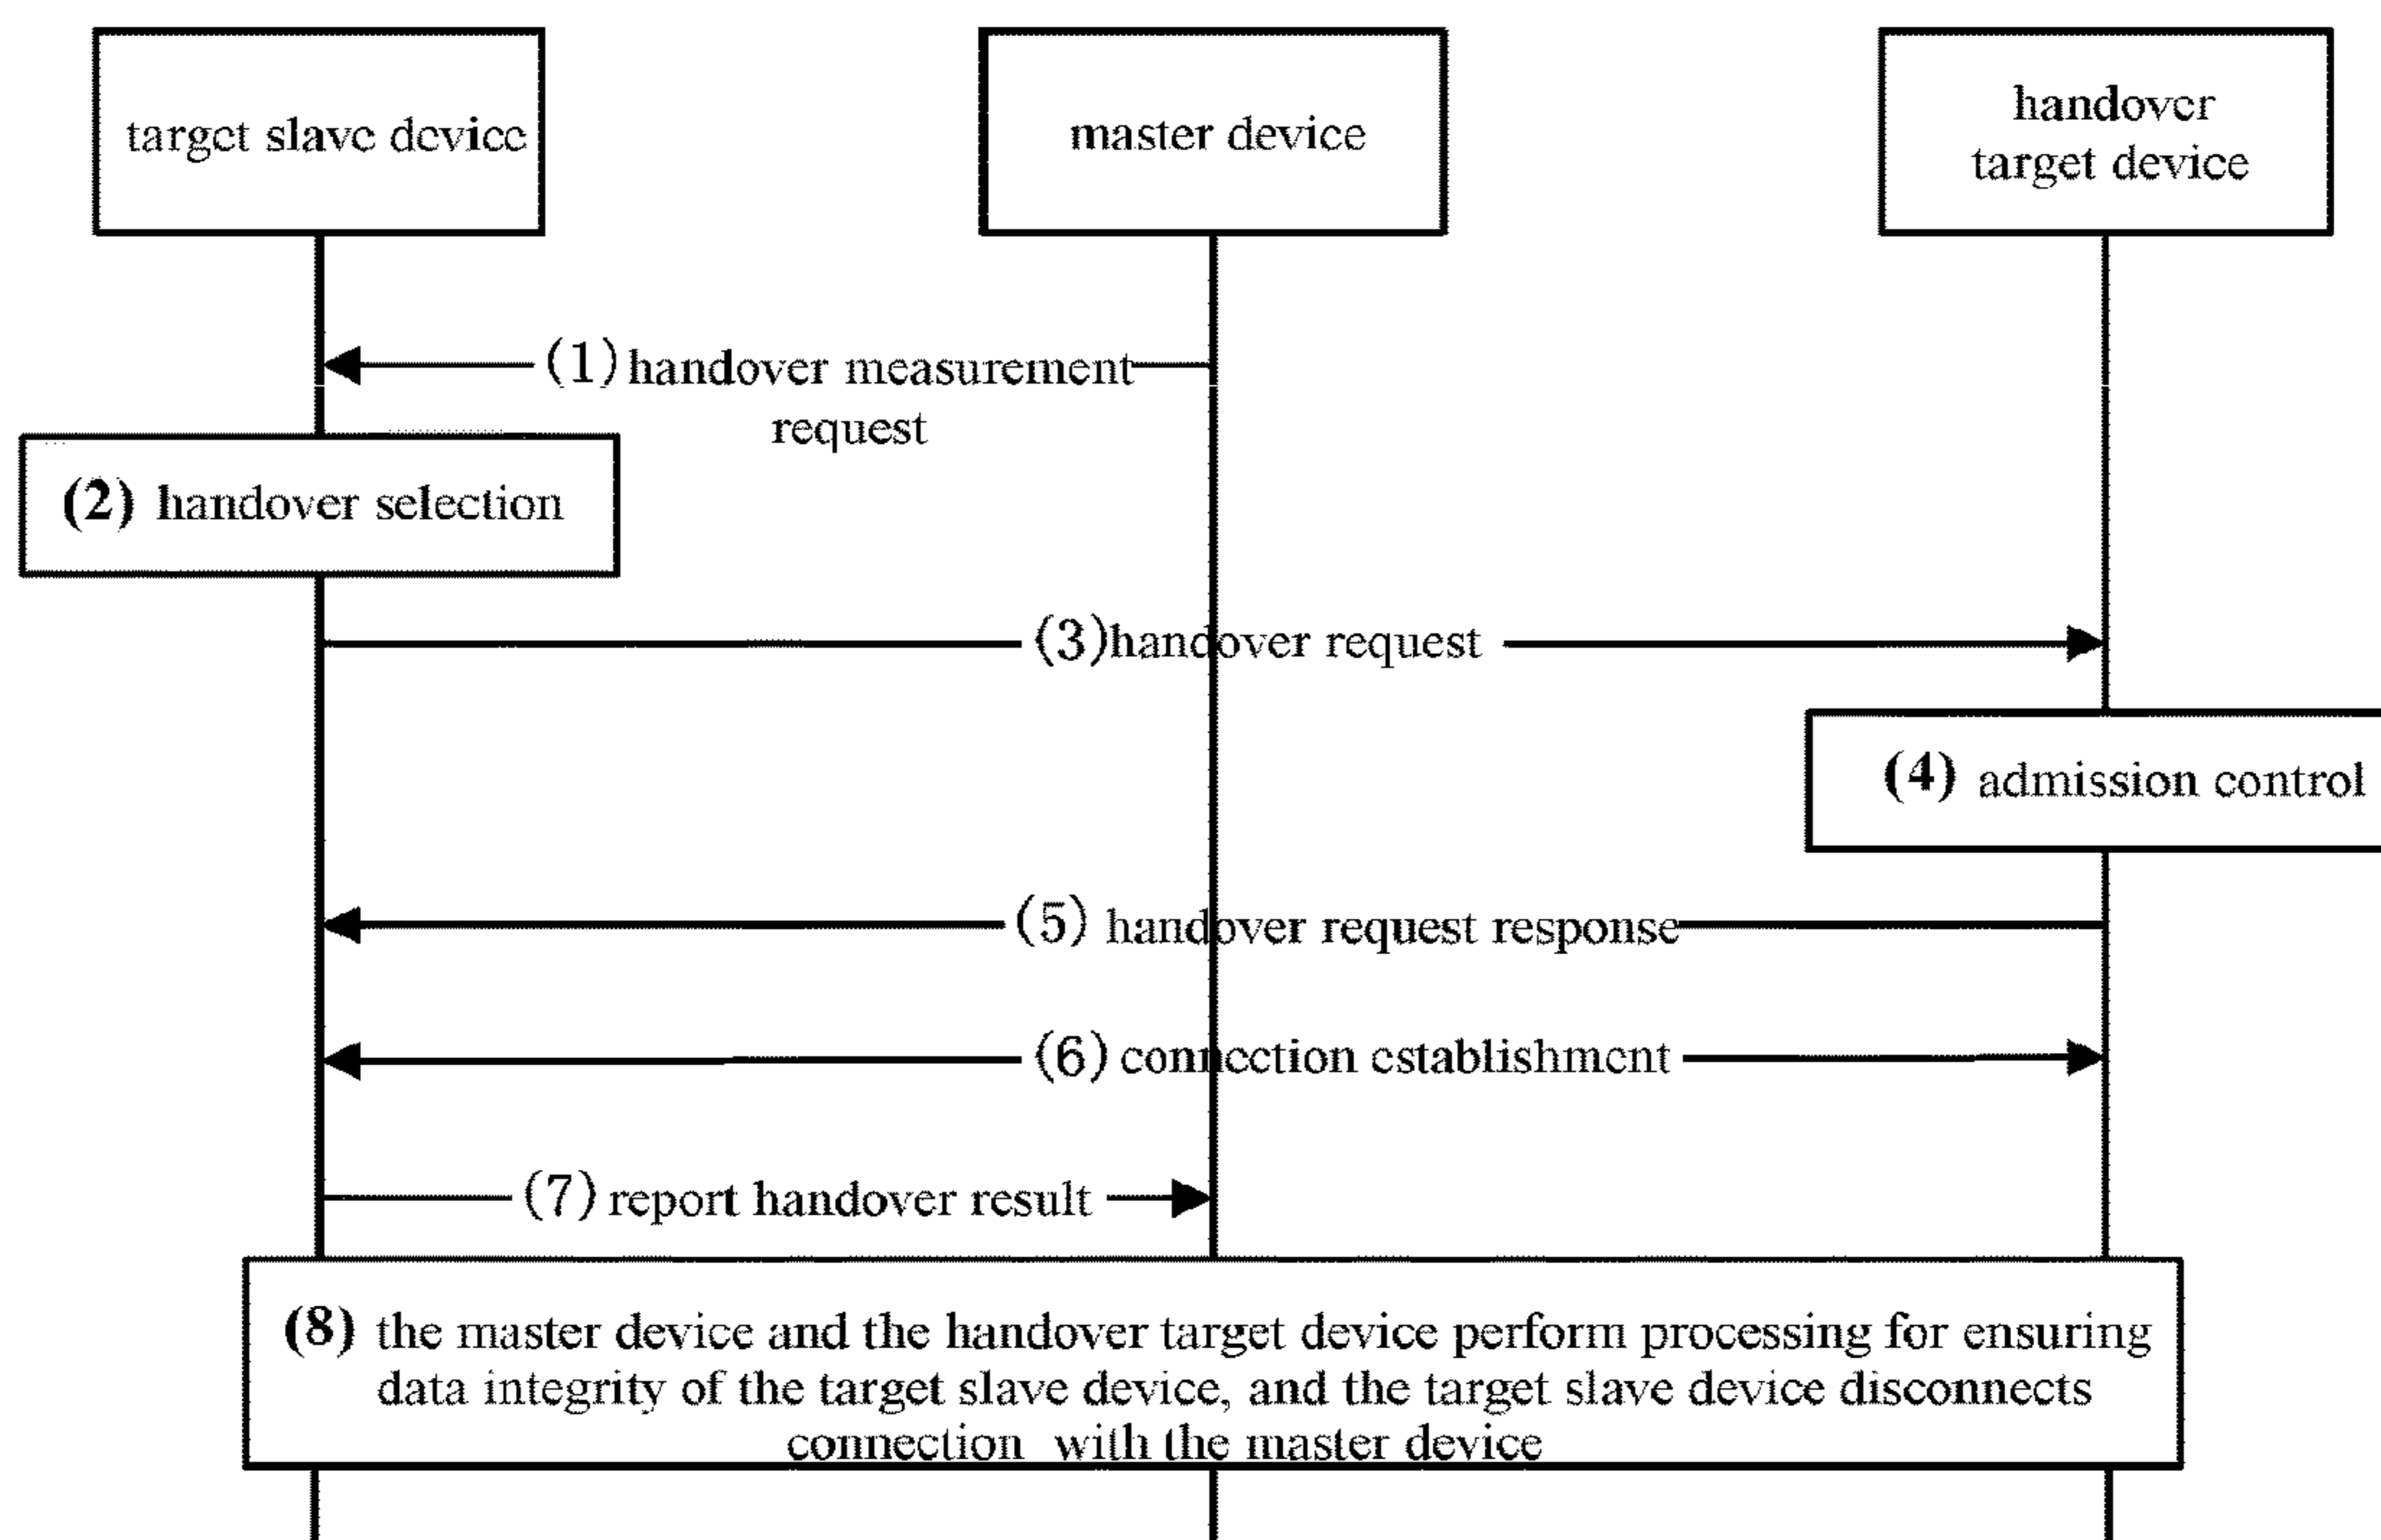 target slave device
master device
handover
target device
(1) handover measurement
request
(2) handover selection
(3) handover request
(4) admission control
(5) handover request response
(6) connection establishment
(7) report handover result
(8) the master device and the handover target device perform processing for ensuring
data integrity of the target slave device, and the target slave device disconnects
connection with the master device